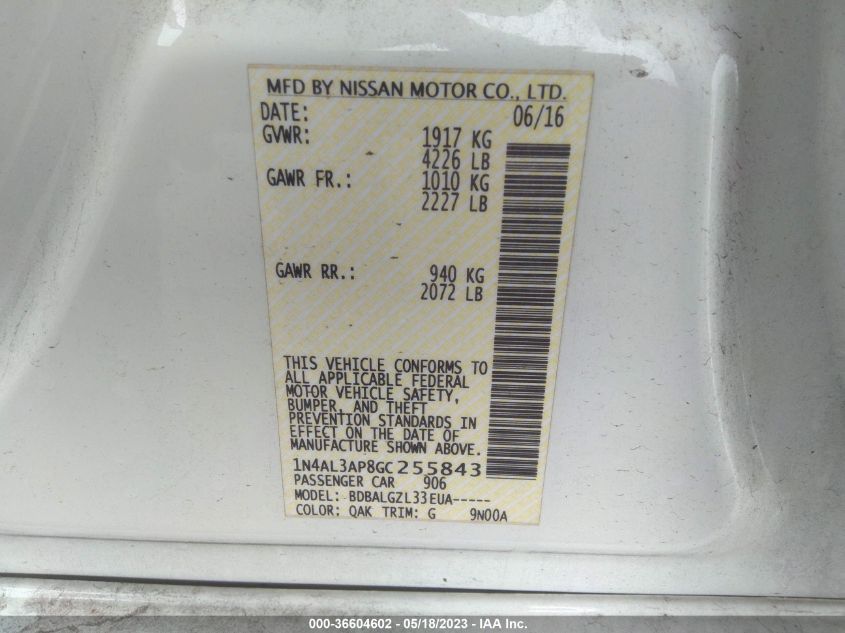 MFD BY NISSAN MOTOR CO., LTD.
DATE: 06/16
GVWR: 1917 KG
4226 LB
GAWR FR.: 1010 KG
2227 LB
GAWR RR.: 940 KG
2072 LB
THIS VEHICLE CONFORMS TO
ALL APPLICABLE FEDERAL
MOTOR VEHICLE SAFETY,
BUMPER, AND THEFT
PREVENTION STANDARDS IN
EFFECT ON THE DATE OF
MANUFACTURE SHOWN ABOVE.
1N4AL3AP8GC255843
PASSENGER CAR 906
MODEL: BDBALGZL33EUA-----
COLOR: QAK TRIM: G 9N00A
000-36604602 - 05/18/2023 - IAA Inc.